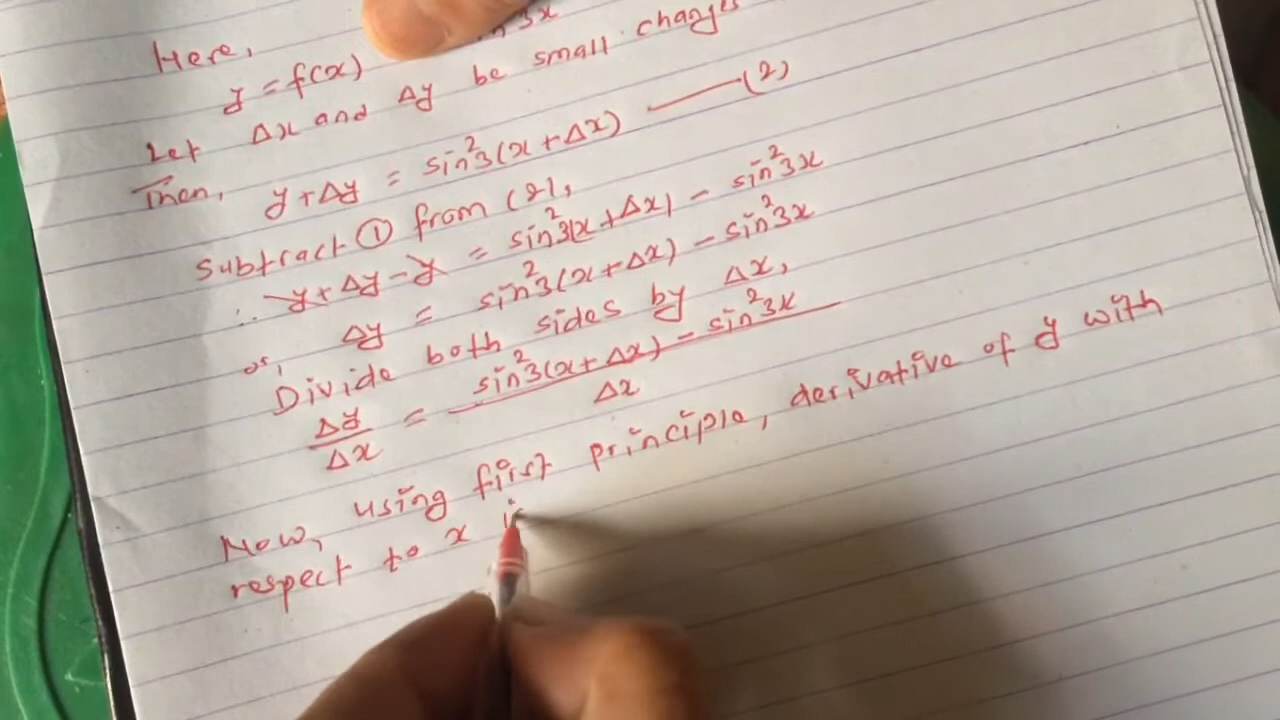 Here,
y = f(x) 3x
Let Δx and Δy be small changes
Then, y + Δy = sin²3(x + Δx) —— (2)
Subtract ① from (2),
∴ y + Δy - y = sin²3(x + Δx) - sin²3x
or, Δy = sin²3(x + Δx) - sin²3x
Divide both sides by Δx,
Δy/Δx = (sin²3(x + Δx) - sin²3x)/Δx
Now, using first principle, derivative of y with
respect to x